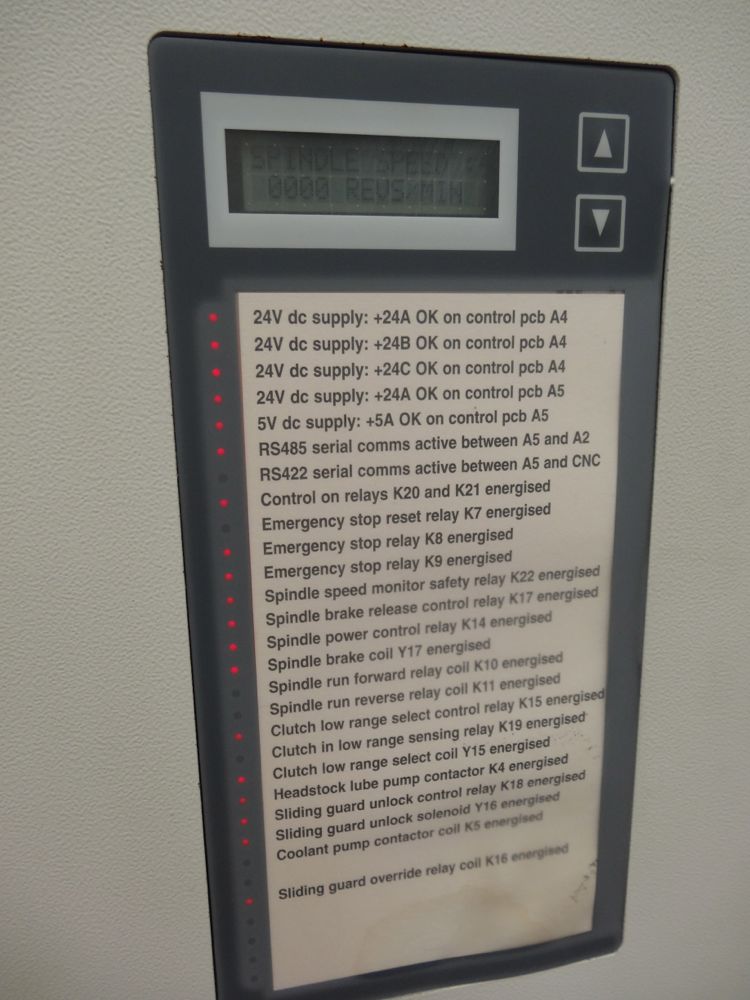 SPINDLE SPEED
0000 REVS/MIN
24V dc supply: +24A OK on control pcb A4
24V dc supply: +24B OK on control pcb A4
24V dc supply: +24C OK on control pcb A4
24V dc supply: +24A OK on control pcb A5
5V dc supply: +5A OK on control pcb A5
RS485 serial comms active between A5 and A2
RS422 serial comms active between A5 and CNC
Control on relays K20 and K21 energised
Emergency stop reset relay K7 energised
Emergency stop relay K8 energised
Emergency stop relay K9 energised
Spindle speed monitor safety relay K22 energised
Spindle brake release control relay K17 energised
Spindle power control relay K14 energised
Spindle brake coil Y17 energised
Spindle run forward relay coil K10 energised
Spindle run reverse relay coil K11 energised
Clutch low range select control relay K15 energised
Clutch in low range sensing relay K19 energised
Clutch low range select coil Y15 energised
Headstock lube pump contactor K4 energised
Sliding guard unlock control relay K18 energised
Sliding guard unlock solenoid Y16 energised
Coolant pump contactor coil K5 energised
Sliding guard override relay coil K16 energised